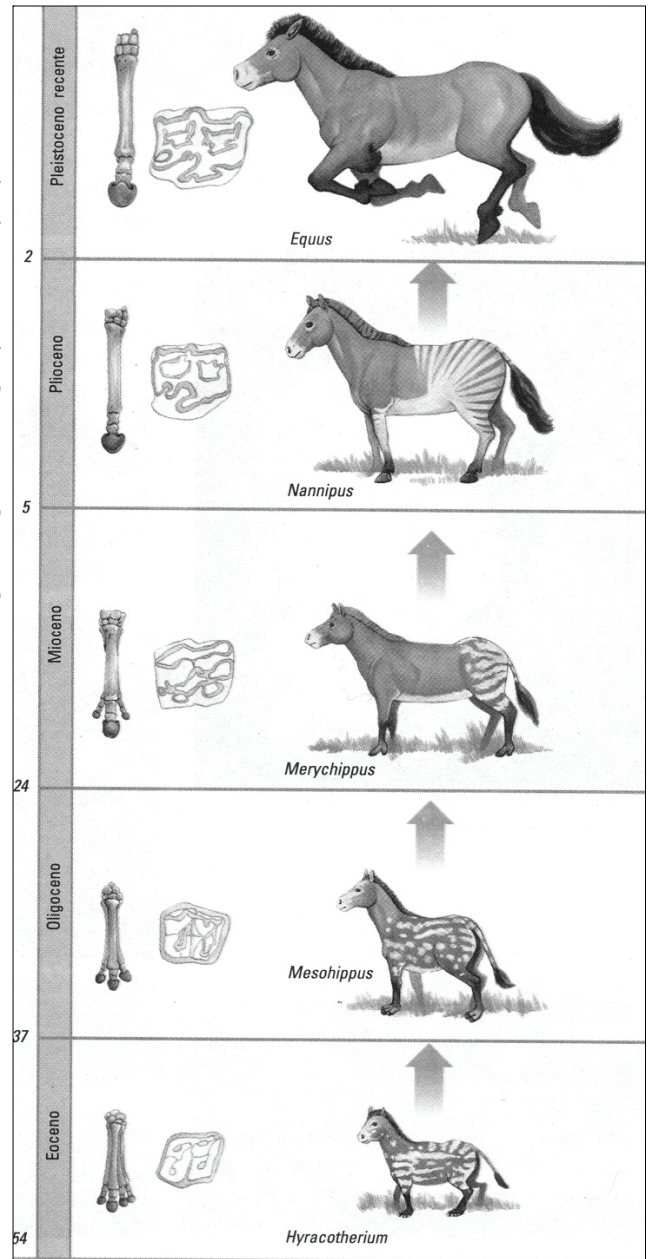 Pleistoceno recente
Equus
2
Plioceno
Nannipus
5
Mioceno
Merychippus
24
Oligoceno
Mesohippus
37
Eoceno
54
Hyracotherium